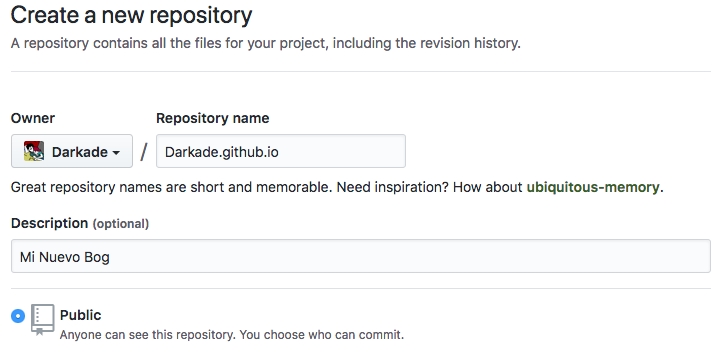 Create a new repository
A repository contains all the files for your project, including the revision history.
Owner
Repository name
Darkade
/
Darkade.github.io
Great repository names are short and memorable. Need inspiration? How about ubiquitous-memory.
Description (optional)
Mi Nuevo Bog
Public
Anyone can see this repository. You choose who can commit.